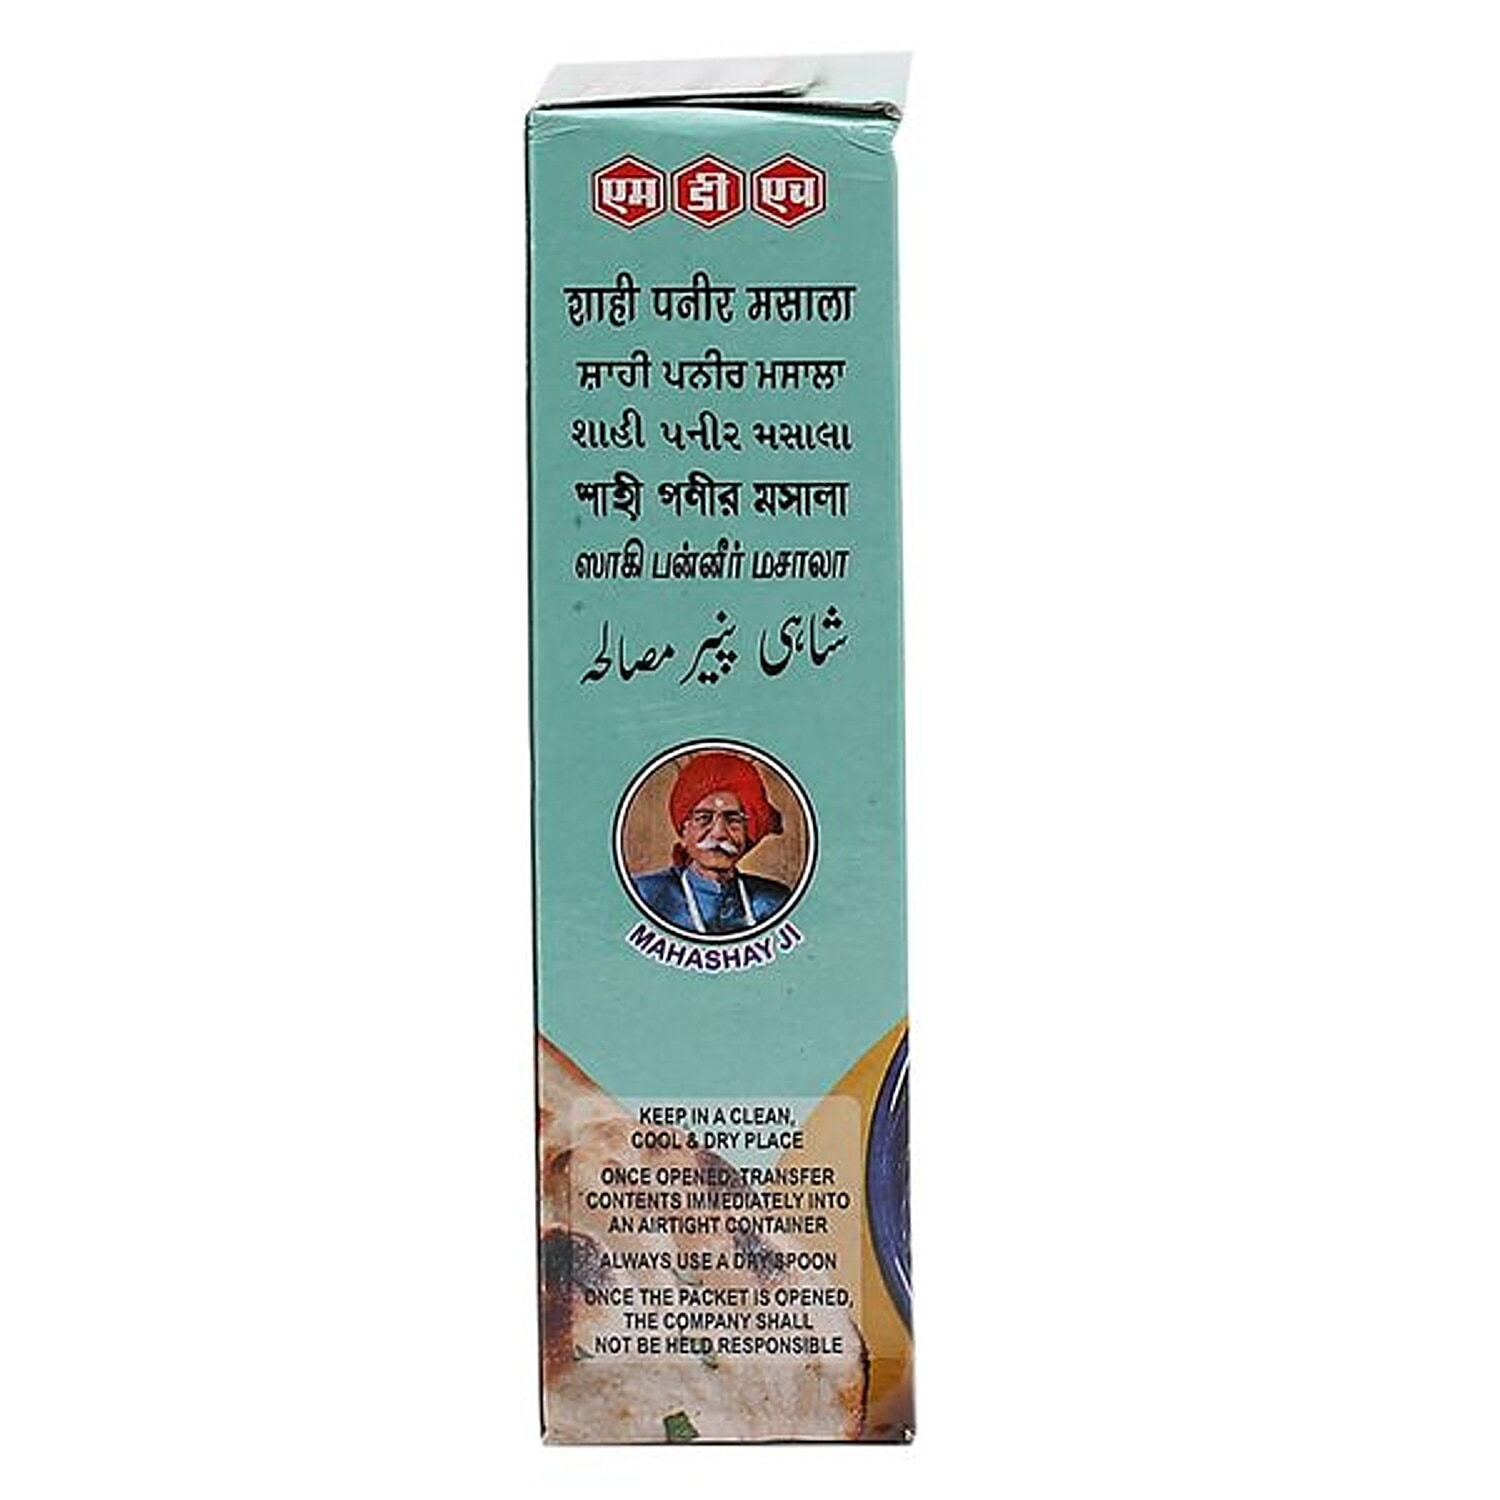 एम डी एच
शाही पनीर मसाला
ਸ਼ਾਹੀ ਪਨੀਰ ਮਸਾਲਾ
શાહી પનીર મસાલા
শাহী পনীর মসালা
ஸாகி பன்னீர் மசாலா
شاہی پنیر مصالحہ
MAHASHAY JI
KEEP IN A CLEAN,
COOL & DRY PLACE
ONCE OPENED, TRANSFER
CONTENTS IMMEDIATELY INTO
AN AIRTIGHT CONTAINER
ALWAYS USE A DRY SPOON
ONCE THE PACKET IS OPENED,
THE COMPANY SHALL
NOT BE HELD RESPONSIBLE